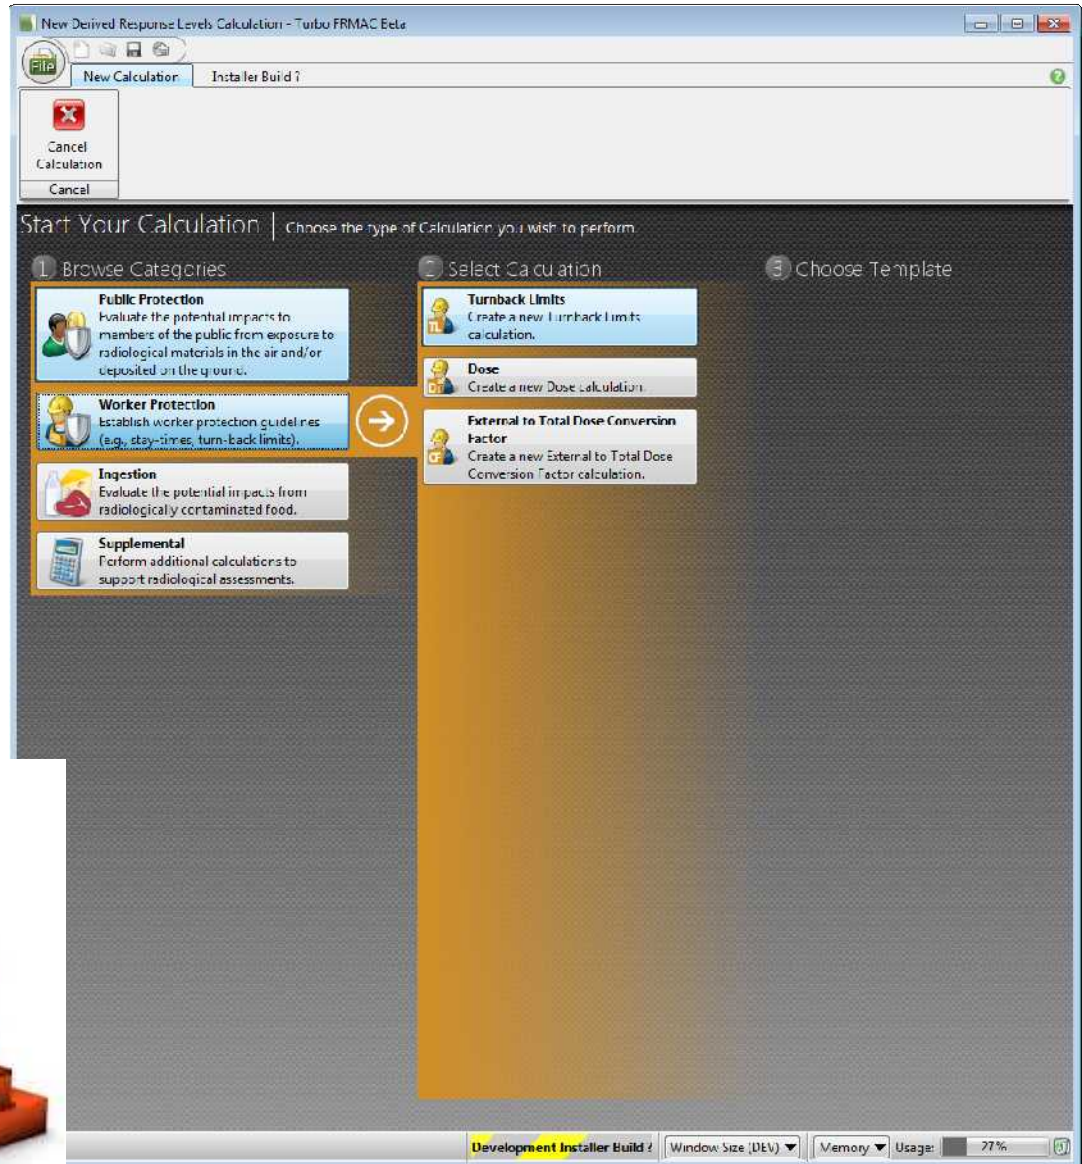 New Derived Response Levels Calculation - Turbo FRMAC Beta
File
New Calculation
Installer Build ?
Cancel
Calculation
Cancel
Start Your Calculation | Choose the type of Calculation you wish to perform
1 Browse Categories
Public Protection
Evaluate the potential impacts to
members of the public from exposure to
radiological materials in the air and/or
deposited on the ground.
Worker Protection
Establish worker protection guidelines
(e.g., stay-times, turn-back limits).
Ingestion
Evaluate the potential impacts from
radiologically contaminated food.
Supplemental
Perform additional calculations to
support radiological assessments.
2 Select Calculation
Turnback Limits
Create a new Turnback Limits
calculation.
TL
Dose
Create a new Dose calculation.
External to Total Dose Conversion
Factor
Create a new External to Total Dose
Conversion Factor calculation.
CF
3 Choose Template
Development Installer Build ?
Window Size (DEV)
Memory
Usage:
27%